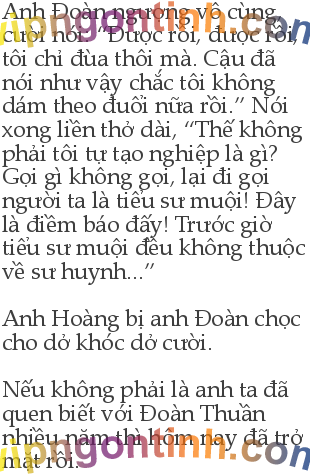 Anh Đoàn ngượng vô cùng,
cười nói: “Được rồi, được rồi,
tôi chỉ đùa thôi mà. Cậu đã
nói như vậy chắc tôi không
dám theo đuổi nữa rồi.” Nói
xong liền thở dài, “Thế không
phải tôi tự tạo nghiệp là gì?
Gọi gì không gọi, lại đi gọi
người ta là tiểu sư muội! Đây
là điềm báo đấy! Trước giờ
tiểu sư muội đều không thuộc
về sư huynh...”
Anh Hoàng bị anh Đoàn chọc
cho dở khóc dở cười.
Nếu không phải là anh ta đã
quen biết với Đoàn Thuần
nhiều năm thì hôm nay đã trở
mặt rồi.
vipngontinh.com
vipngontinh.com